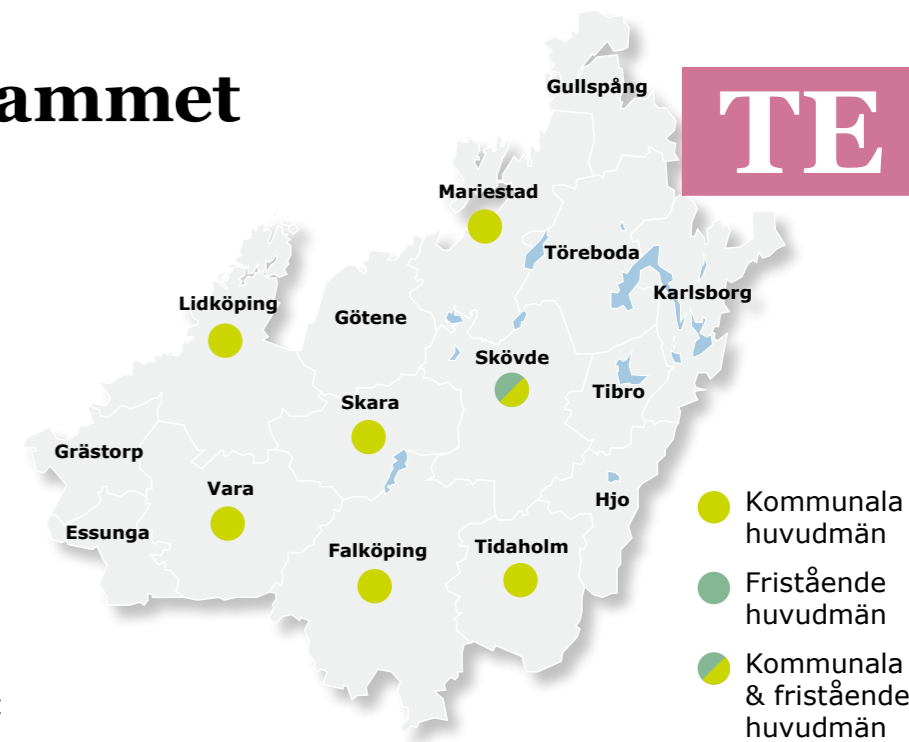 ammet
TE
Gullspång
Mariestad
Töreboda
Karlsborg
Lidköping
Götene
Skövde
Tibro
Skara
Grästorp
Vara
Hjo
Essunga
Falköping
Tidaholm
Kommunala
huvudmän
Fristående
huvudmän
Kommunala
& fristående
huvudmän